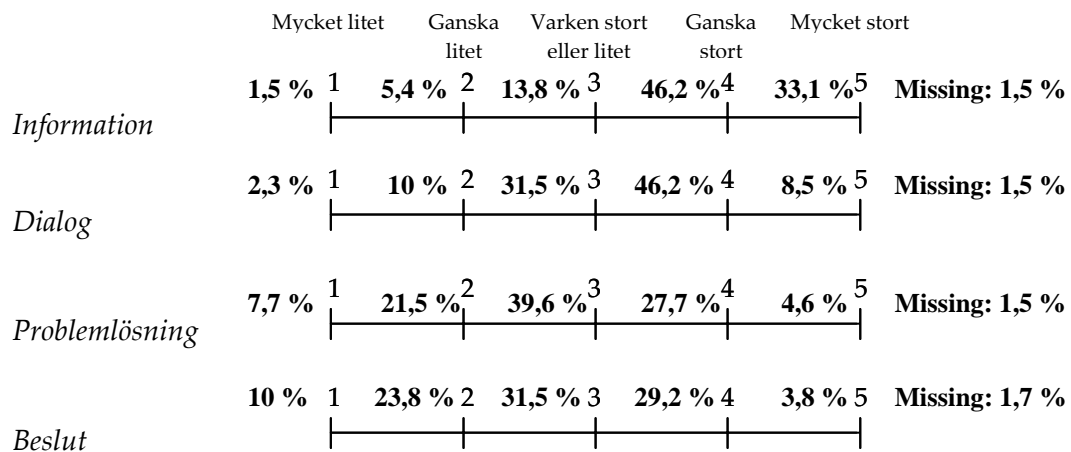 Mycket litet Ganska litet Varken stort eller litet Ganska stort Mycket stort
1,5 % 1 5,4 % 2 13,8 % 3 46,2 % 4 33,1 % 5 Missing: 1,5 %
Information
2,3 % 1 10 % 2 31,5 % 3 46,2 % 4 8,5 % 5 Missing: 1,5 %
Dialog
7,7 % 1 21,5 % 2 39,6 % 3 27,7 % 4 4,6 % 5 Missing: 1,5 %
Problemlösning
10 % 1 23,8 % 2 31,5 % 3 29,2 % 4 3,8 % 5 Missing: 1,7 %
Beslut